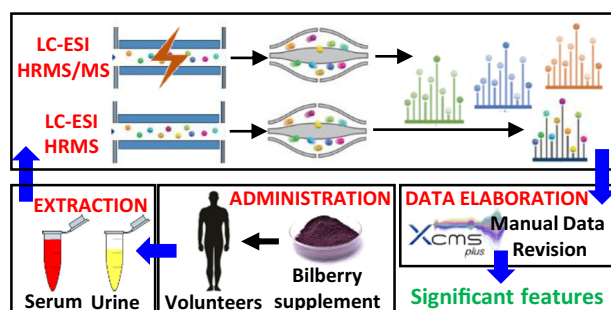 LC-ESI
HRMS/MS
LC-ESI
HRMS
EXTRACTION
Serum Urine
ADMINISTRATION
Volunteers
Bilberry
supplement
DATA ELABORATION
Xcms
plus
Manual Data
Revision
Significant features